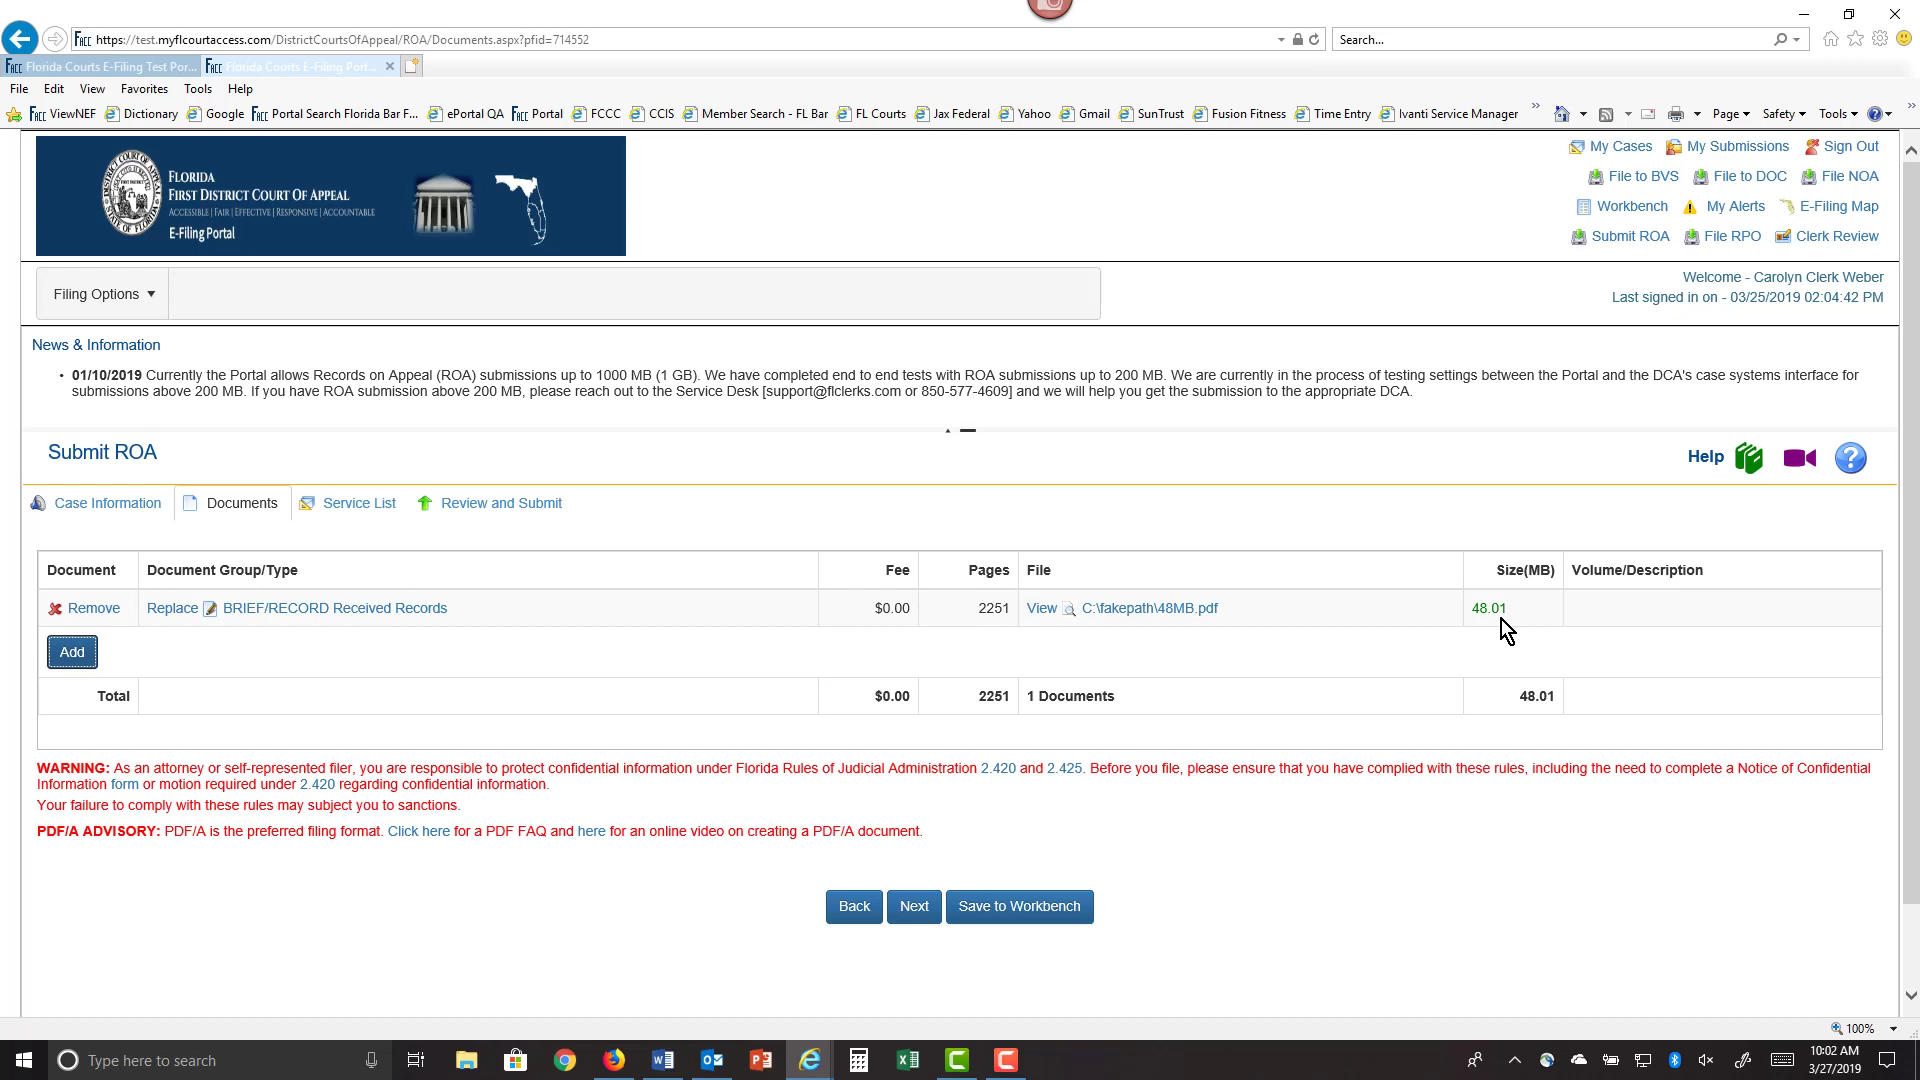 https://test.myflcourtaccess.com/DistrictCourtsOfAppeal/ROA/Documents.aspx?pfid=714552
Search...
Florida Courts E-Filing Test Por...
Florida Courts E-Filing Port...
File Edit View Favorites Tools Help
ViewNEF Dictionary Google Portal Search Florida Bar F... ePortal QA Portal FCCC CCIS Member Search - FL Bar FL Courts Jax Federal Yahoo Gmail SunTrust Fusion Fitness Time Entry Ivanti Service Manager » Page Safety Tools »
FLORIDA
FIRST DISTRICT COURT OF APPEAL
ACCESSIBLE | FAIR | EFFECTIVE | RESPONSIVE | ACCOUNTABLE
E-Filing Portal
My Cases My Submissions Sign Out
File to BVS File to DOC File NOA
Workbench My Alerts E-Filing Map
Submit ROA File RPO Clerk Review
Filing Options ▼
Welcome - Carolyn Clerk Weber
Last signed in on - 03/25/2019 02:04:42 PM
News & Information
• 01/10/2019 Currently the Portal allows Records on Appeal (ROA) submissions up to 1000 MB (1 GB). We have completed end to end tests with ROA submissions up to 200 MB. We are currently in the process of testing settings between the Portal and the DCA's case systems interface for
submissions above 200 MB. If you have ROA submission above 200 MB, please reach out to the Service Desk [support@flclerks.com or 850-577-4609] and we will help you get the submission to the appropriate DCA.
Submit ROA
Help
Case Information Documents Service List Review and Submit
Document Document Group/Type Fee Pages File Size(MB) Volume/Description
Remove Replace BRIEF/RECORD Received Records $0.00 2251 View C:\fakepath\48MB.pdf 48.01
Add
Total $0.00 2251 1 Documents 48.01
WARNING: As an attorney or self-represented filer, you are responsible to protect confidential information under Florida Rules of Judicial Administration 2.420 and 2.425. Before you file, please ensure that you have complied with these rules, including the need to complete a Notice of Confidential
Information form or motion required under 2.420 regarding confidential information.
Your failure to comply with these rules may subject you to sanctions.
PDF/A ADVISORY: PDF/A is the preferred filing format. Click here for a PDF FAQ and here for an online video on creating a PDF/A document.
Back Next Save to Workbench
100%
Type here to search
10:02 AM
3/27/2019